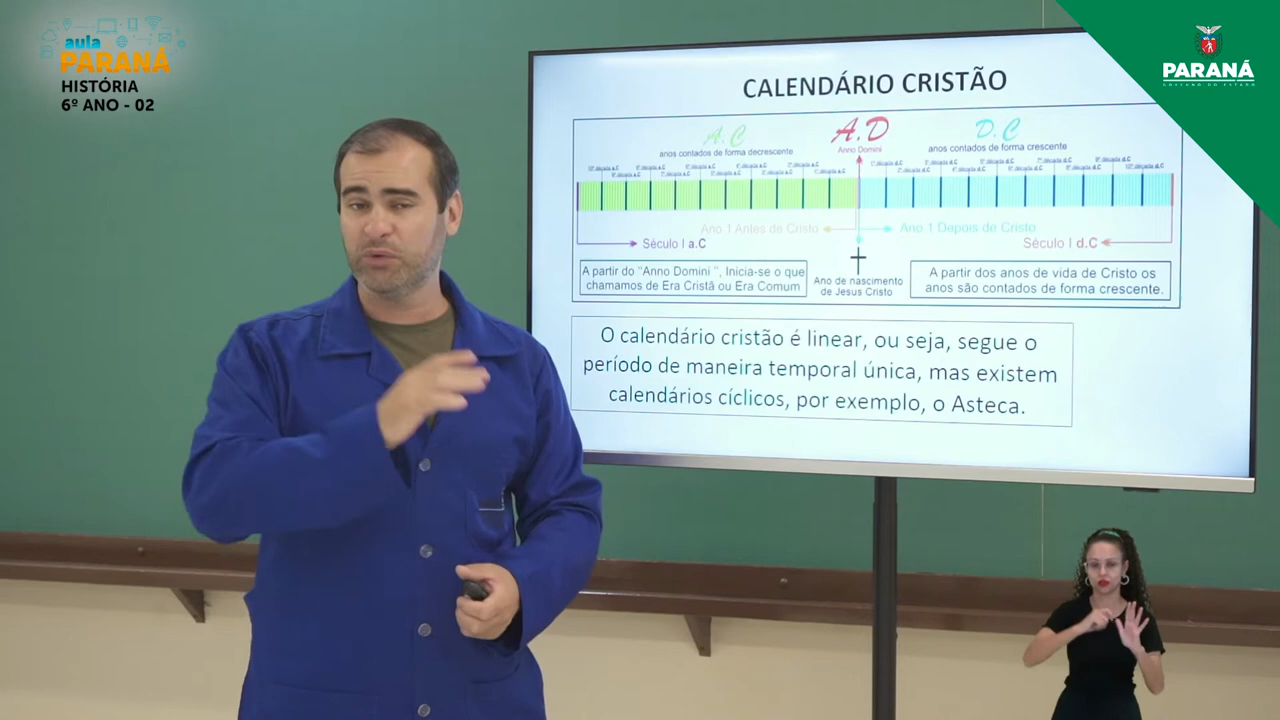 aula
PARANÁ
HISTÓRIA
6º ANO - 02
PARANÁ
GOVERNO DO ESTADO
CALENDÁRIO CRISTÃO
A.C
anos contados de forma decrescente
A.D
Anno Domini
D.C
anos contados de forma crescente
Ano 1 Antes de Cristo
Ano 1 Depois de Cristo
Século I a.C
Século I d.C
A partir do "Anno Domini ", Inicia-se o que
chamamos de Era Cristã ou Era Comum
Ano de nascimento
de Jesus Cristo
A partir dos anos de vida de Cristo os
anos são contados de forma crescente.
O calendário cristão é linear, ou seja, segue o
período de maneira temporal única, mas existem
calendários cíclicos, por exemplo, o Asteca.